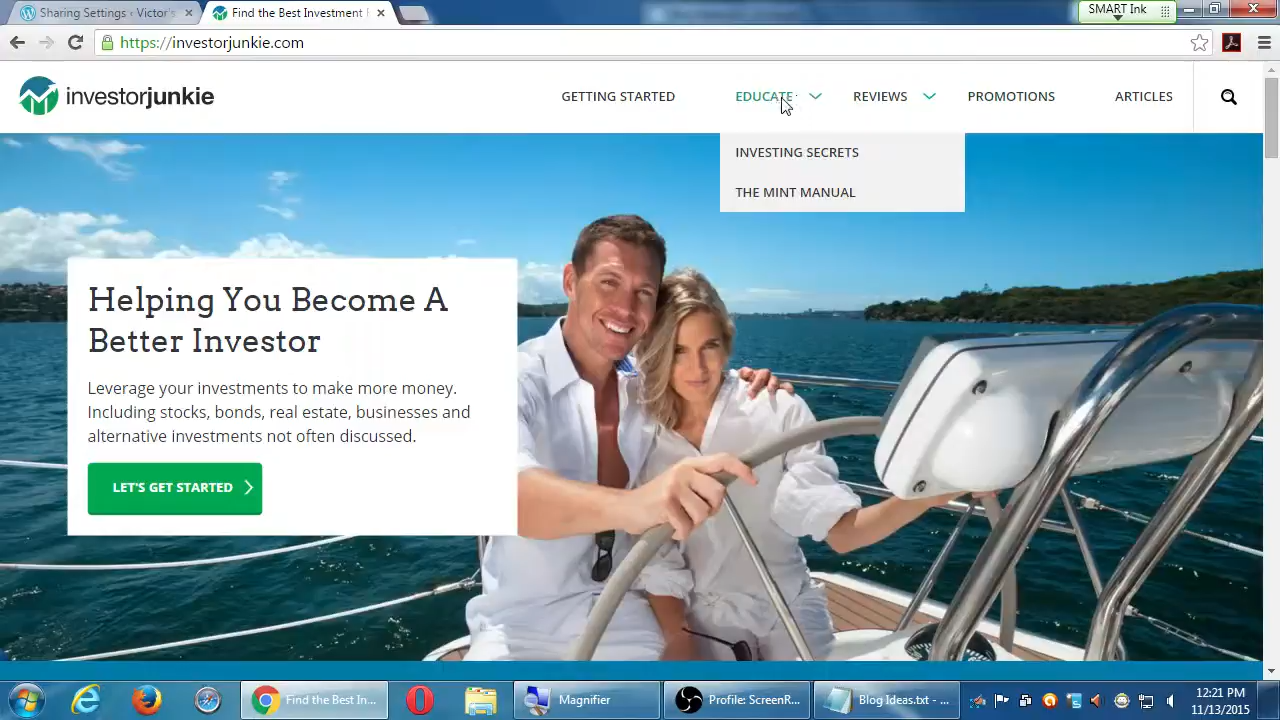 Sharing Settings ‹ Victor's
Find the Best Investment
SMART Ink
https://investorjunkie.com
investorjunkie
GETTING STARTED
EDUCATE
REVIEWS
PROMOTIONS
ARTICLES
INVESTING SECRETS
THE MINT MANUAL
Helping You Become A
Better Investor
Leverage your investments to make more money.
Including stocks, bonds, real estate, businesses and
alternative investments not often discussed.
LET'S GET STARTED
Find the Best In...
Magnifier
Profile: ScreenR...
Blog Ideas.txt - ...
12:21 PM
11/13/2015